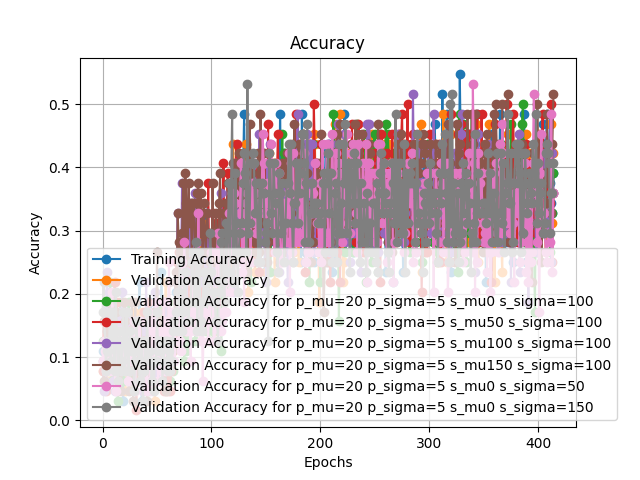 Accuracy
Accuracy
0.5
0.4
0.3
0.2
0.1
0.0
Training Accuracy
Validation Accuracy
Validation Accuracy for p_mu=20 p_sigma=5 s_mu0 s_sigma=100
Validation Accuracy for p_mu=20 p_sigma=5 s_mu50 s_sigma=100
Validation Accuracy for p_mu=20 p_sigma=5 s_mu100 s_sigma=100
Validation Accuracy for p_mu=20 p_sigma=5 s_mu150 s_sigma=100
Validation Accuracy for p_mu=20 p_sigma=5 s_mu0 s_sigma=50
Validation Accuracy for p_mu=20 p_sigma=5 s_mu0 s_sigma=150
0 100 200 300 400
Epochs